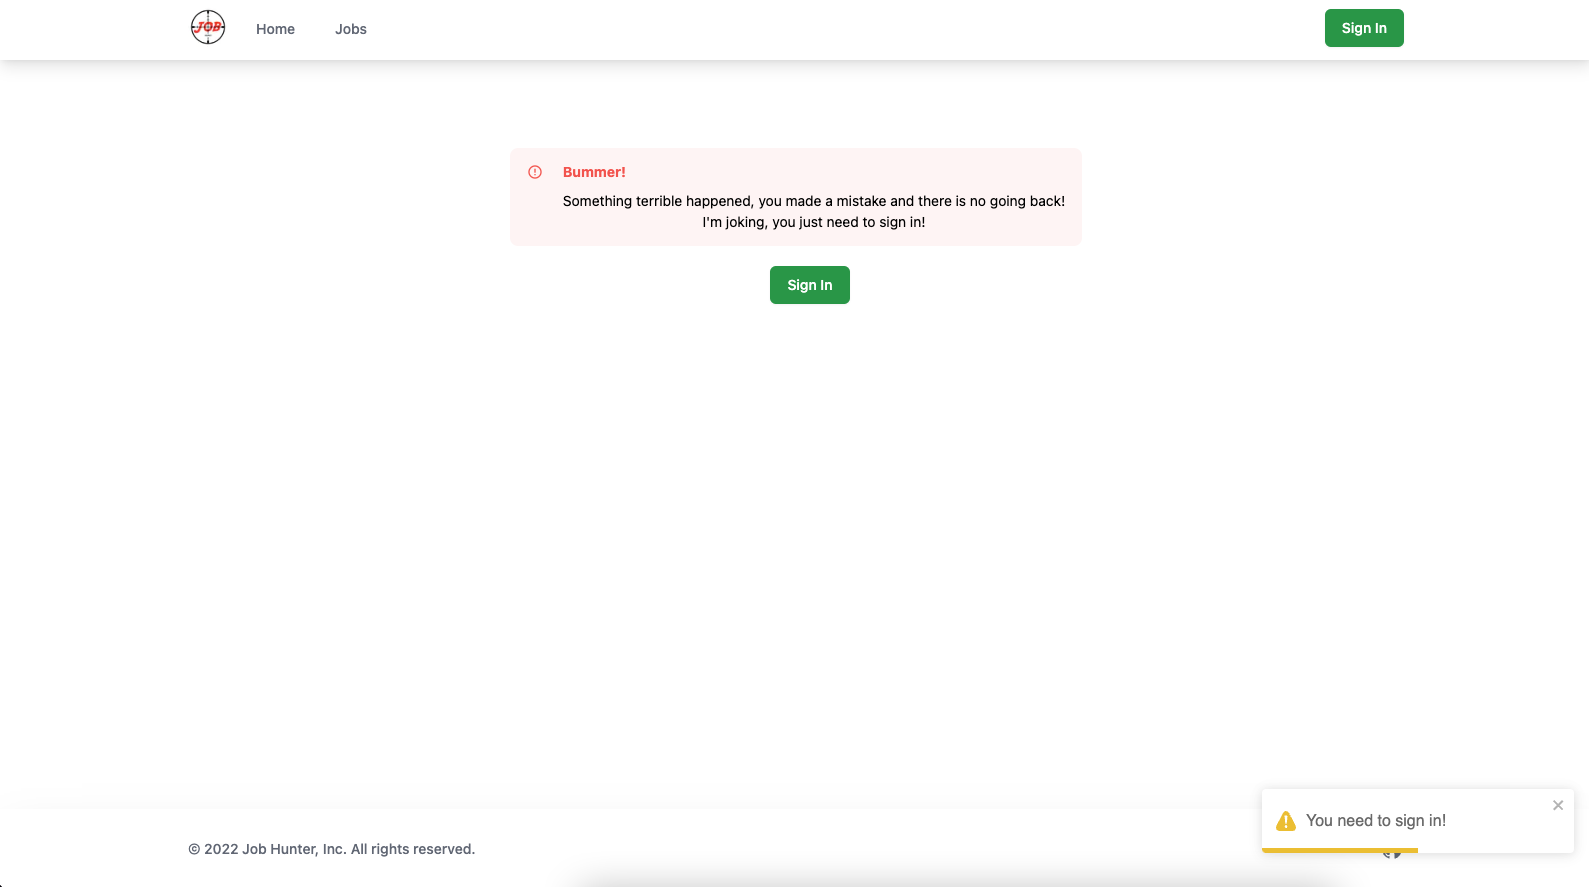 JOB
Home
Jobs
Sign In
Bummer!
Something terrible happened, you made a mistake and there is no going back!
I'm joking, you just need to sign in!
Sign In
You need to sign in!
© 2022 Job Hunter, Inc. All rights reserved.